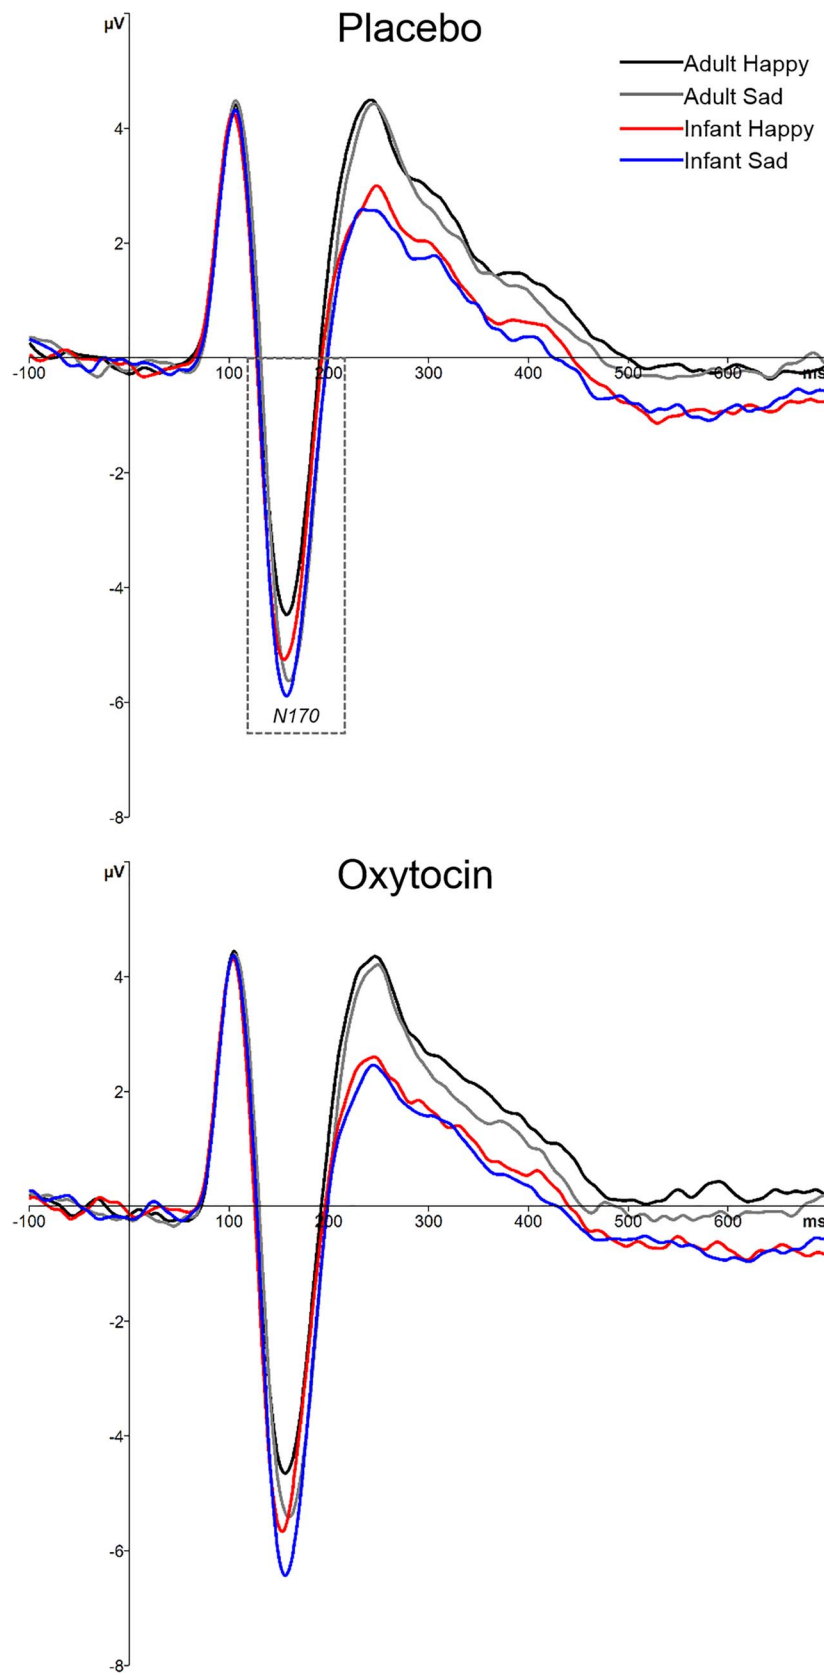 Placebo
µV
Adult Happy
Adult Sad
Infant Happy
Infant Sad
4
2
-100 100 200 300 400 500 600 ms
-2
-4
-6
N170
-8
Oxytocin
µV
4
2
-100 100 200 300 400 500 600 ms
-2
-4
-6
-8